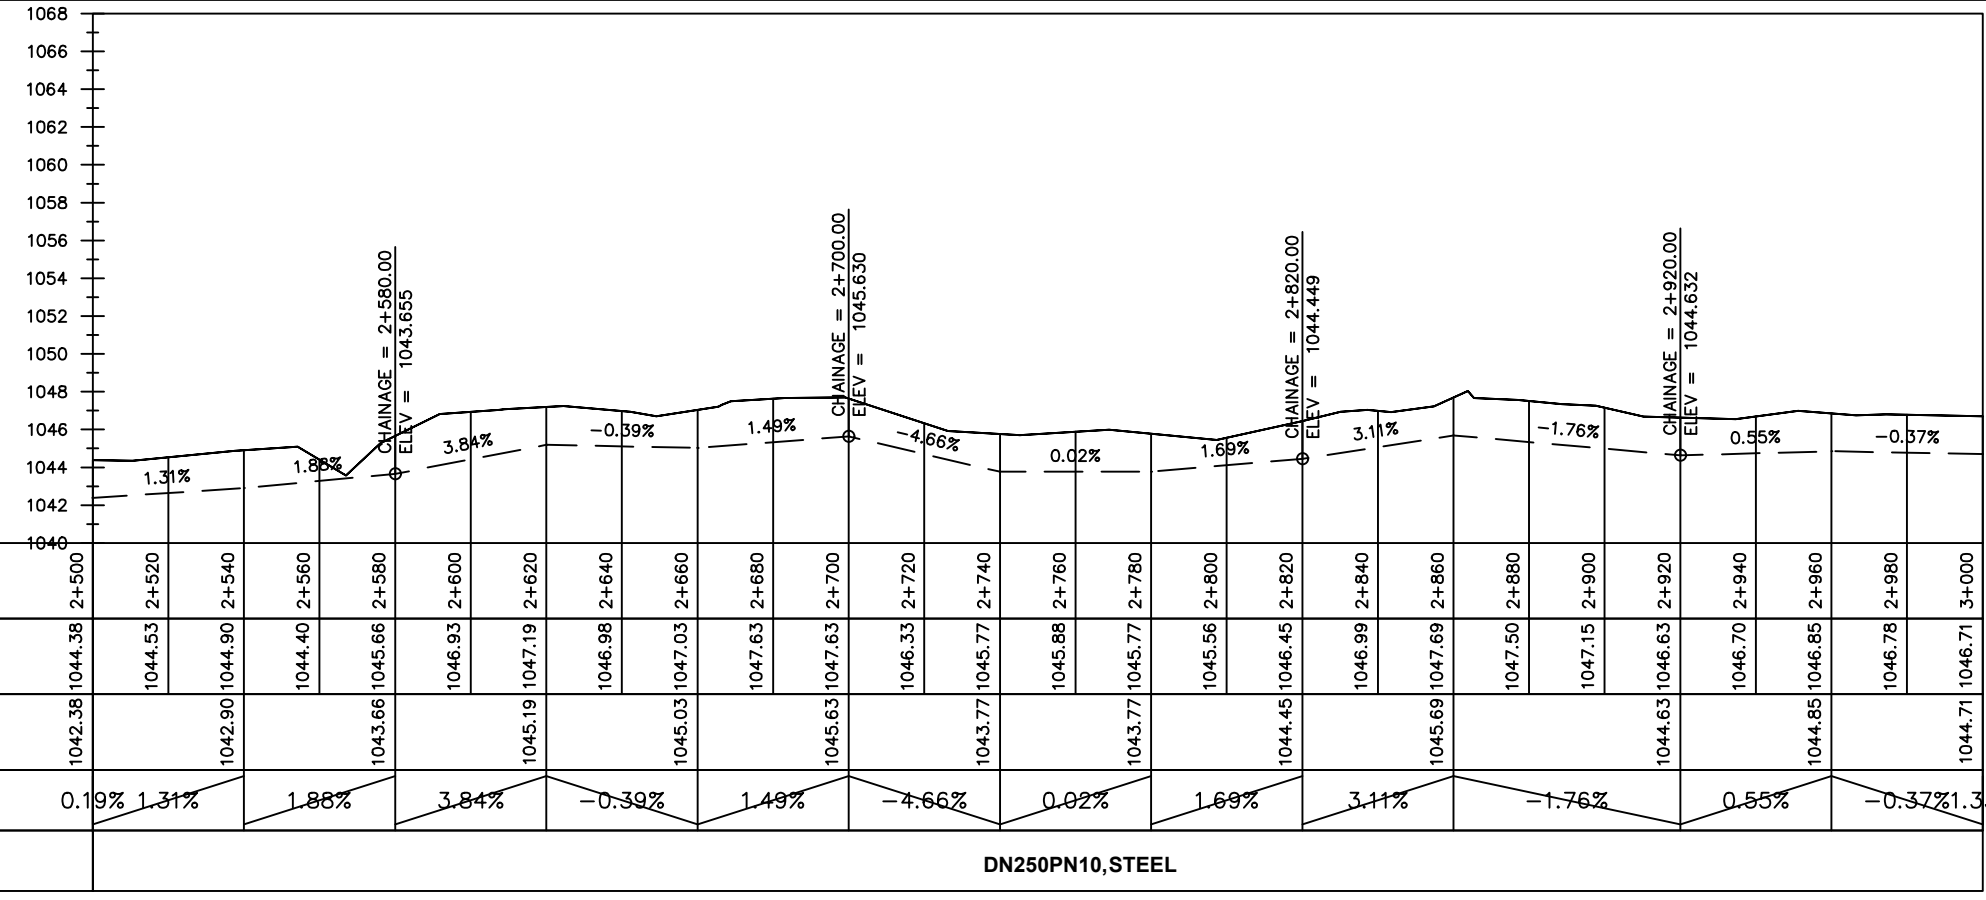 1068
1066
1064
1062
1060
1058
1056
1054
1052
1050
1048
1046
1044
1042
1040
CHAINAGE = 2+580.00
ELEV = 1043.655
CHAINAGE = 2+700.00
ELEV = 1045.630
CHAINAGE = 2+820.00
ELEV = 1044.449
CHAINAGE = 2+920.00
ELEV = 1044.632
1.31% 1.88% 3.84% -0.39% 1.49% -4.66% 0.02% 1.69% 3.11% -1.76% 0.55% -0.37%
2+500 2+520 2+540 2+560 2+580 2+600 2+620 2+640 2+660 2+680 2+700 2+720 2+740 2+760 2+780 2+800 2+820 2+840 2+860 2+880 2+900 2+920 2+940 2+960 2+980 3+000
1044.38 1044.53 1044.90 1044.40 1045.66 1046.93 1047.19 1046.98 1047.03 1047.63 1047.63 1046.33 1045.77 1045.88 1045.77 1045.56 1046.45 1046.99 1047.69 1047.50 1047.15 1046.63 1046.70 1046.85 1046.78 1046.71
1042.38 1042.90 1043.66 1045.19 1045.03 1045.63 1043.77 1043.77 1044.45 1045.69 1044.63 1044.85 1044.71
0.19% 1.31% 1.88% 3.84% -0.39% 1.49% -4.66% 0.02% 1.69% 3.11% -1.76% 0.55% -0.37% 1.3
DN250PN10,STEEL